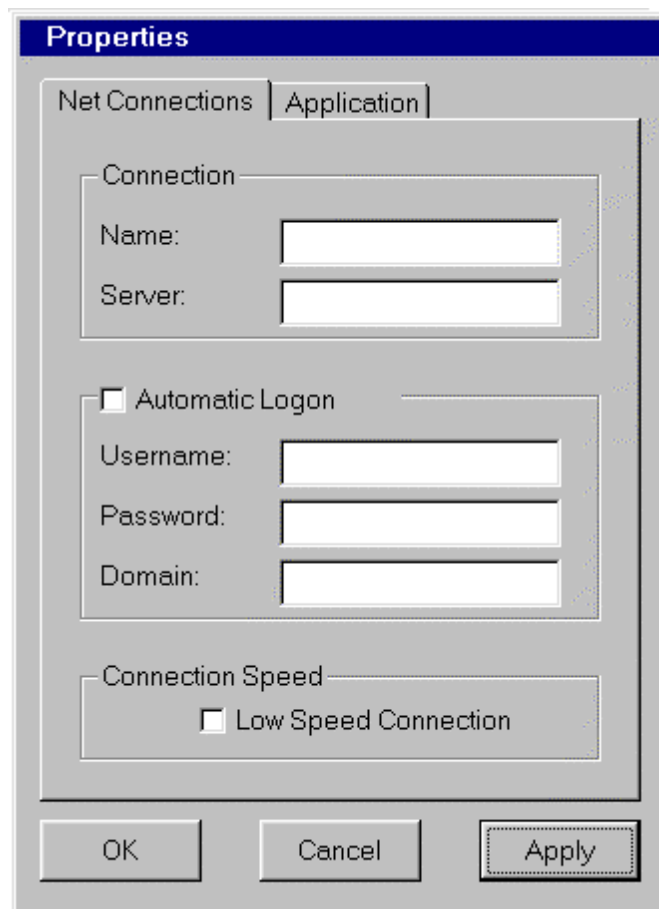 Properties
Net Connections Application
Connection
Name:
Server:
Automatic Logon
Username:
Password:
Domain:
Connection Speed
Low Speed Connection
OK Cancel Apply